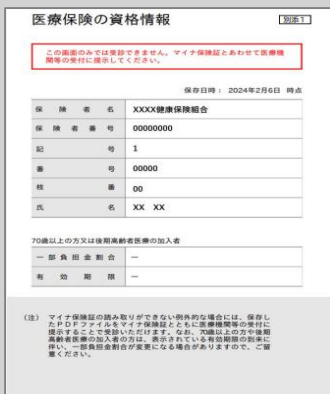 医療保険の資格情報
別添1
この画面のみでは受診できません。マイナ保険証とあわせて医療機
関等の受付に提示してください。
保存日時： 2024年2月6日 時点
保険者名 XXXX健康保険組合
保険者番号 00000000
記号 1
番号 00000
枝番 00
氏名 XX XX
70歳以上の方又は後期高齢者医療の加入者
一部負担金割合 －
有効期限 －
（注） マイナ保険証の読み取りができない例外的な場合には、保存し
たPDFファイルをマイナ保険証とともに医療機関等の受付に
提示することで受診いただけます。なお、70歳以上の方や後期
高齢者医療の加入者の方は、表示されている有効期限の到来に
伴い、一部負担金割合が変更になる場合がありますので、ご留
意ください。